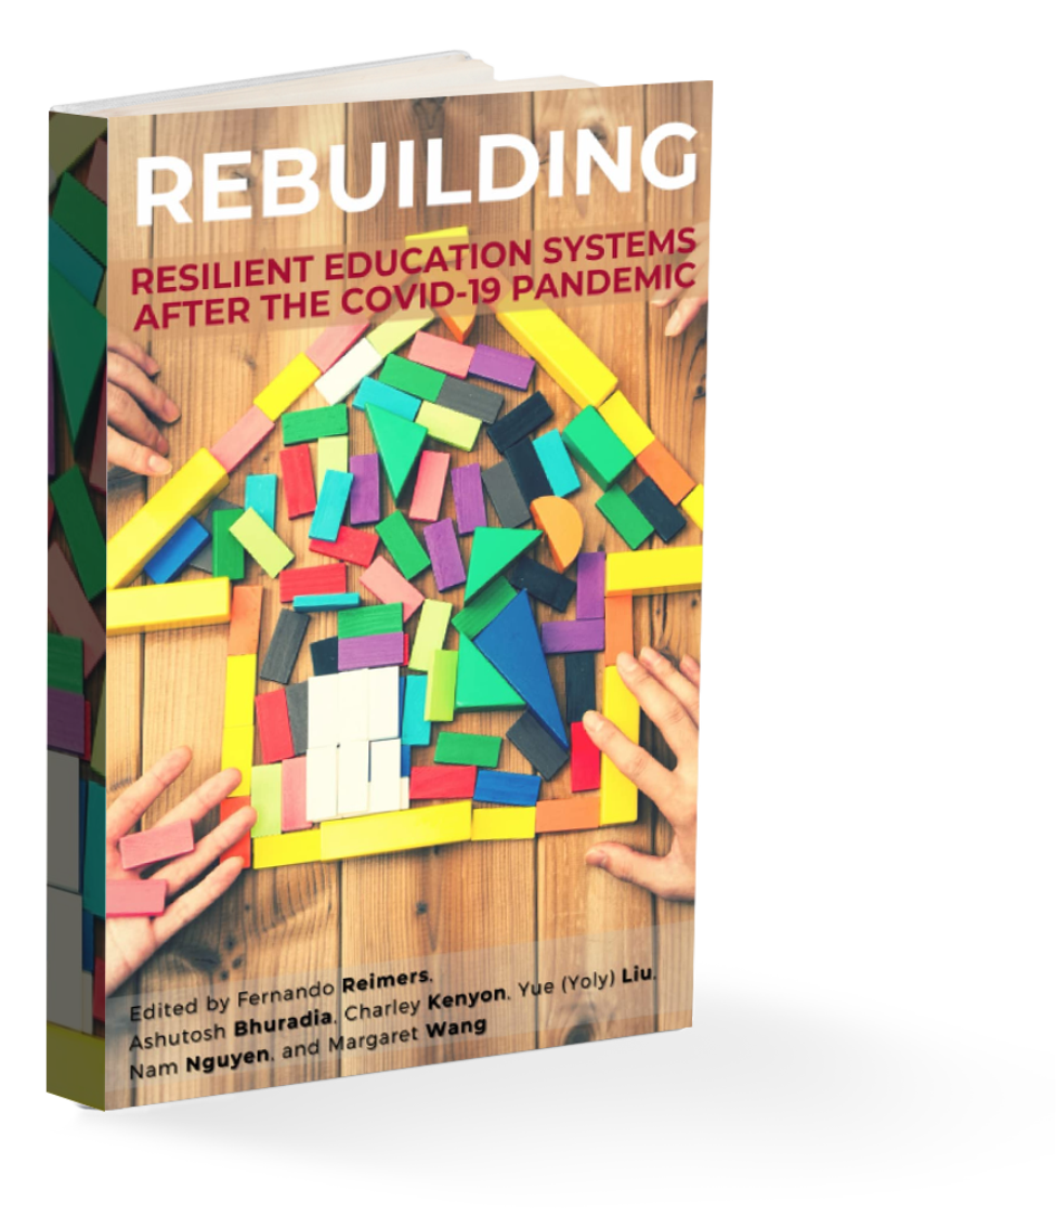 REBUILDING
RESILIENT EDUCATION SYSTEMS
AFTER THE COVID-19 PANDEMIC
Edited by Fernando Reimers,
Ashutosh Bhuradia, Charley Kenyon, Yue (Yoly) Liu,
Nam Nguyen, and Margaret Wang